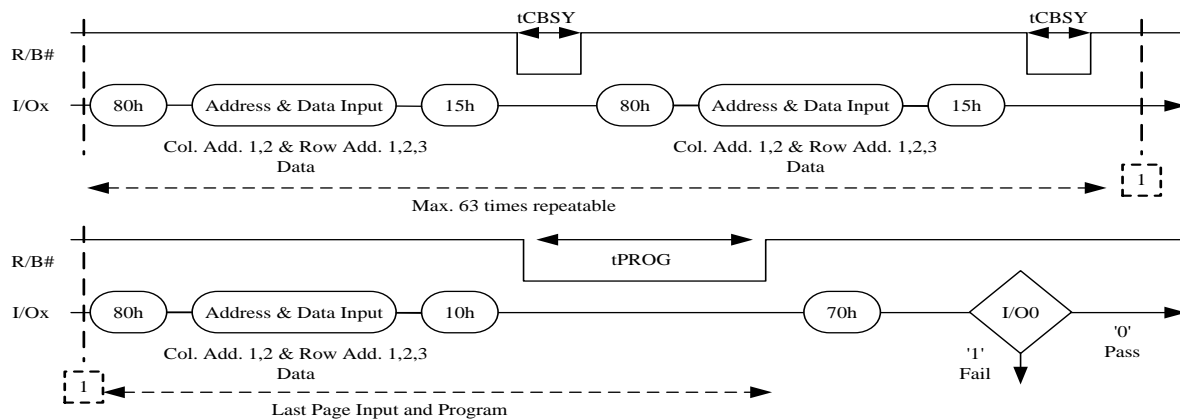 tCBSY tCBSY
R/B#
I/Ox 80h Address & Data Input 15h 80h Address & Data Input 15h
Col. Add. 1,2 & Row Add. 1,2,3 Col. Add. 1,2 & Row Add. 1,2,3
Data Data
1
Max. 63 times repeatable
R/B#
tPROG
I/Ox 80h Address & Data Input 10h 70h I/O0
'0'
Pass
Col. Add. 1,2 & Row Add. 1,2,3
Data
'1'
Fail
1
Last Page Input and Program